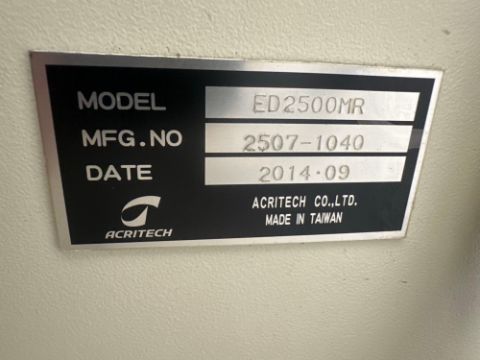 MODEL ED2500MR
MFG.NO 2507-1040
DATE 2014·09
ACRITECH
ACRITECH CO.,LTD.
MADE IN TAIWAN